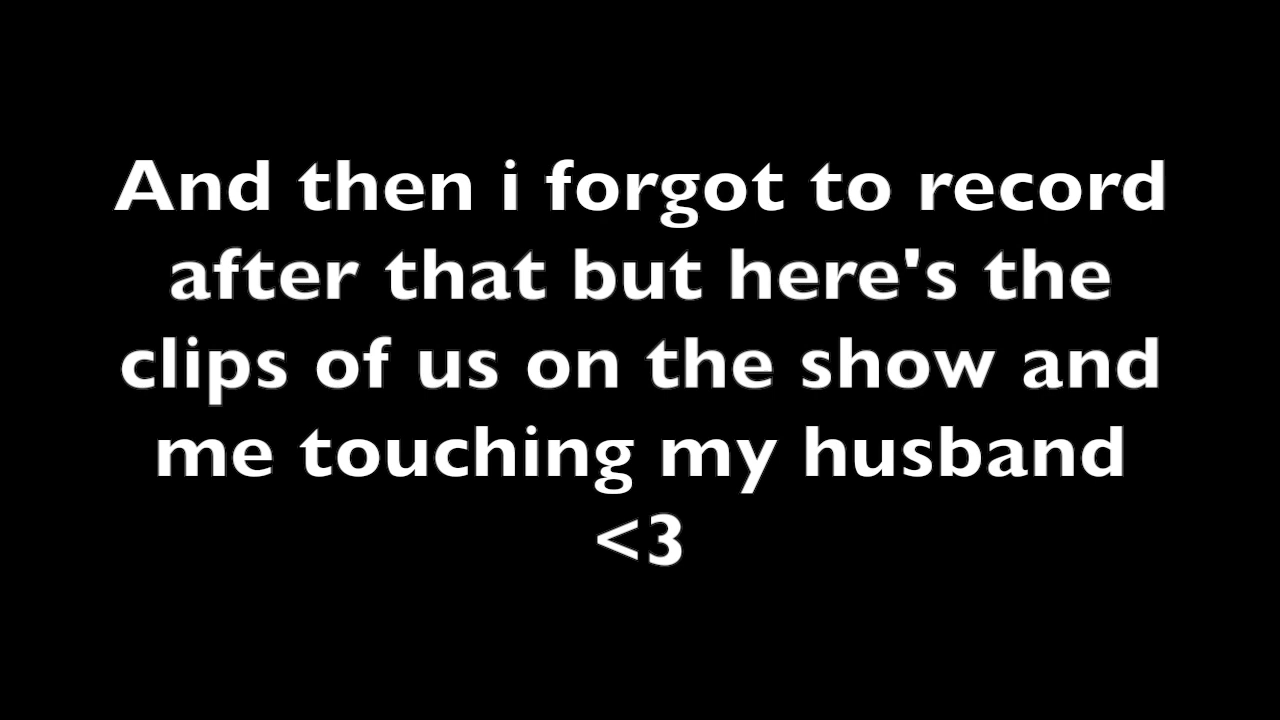 And then i forgot to record
after that but here's the
clips of us on the show and
me touching my husband
<3